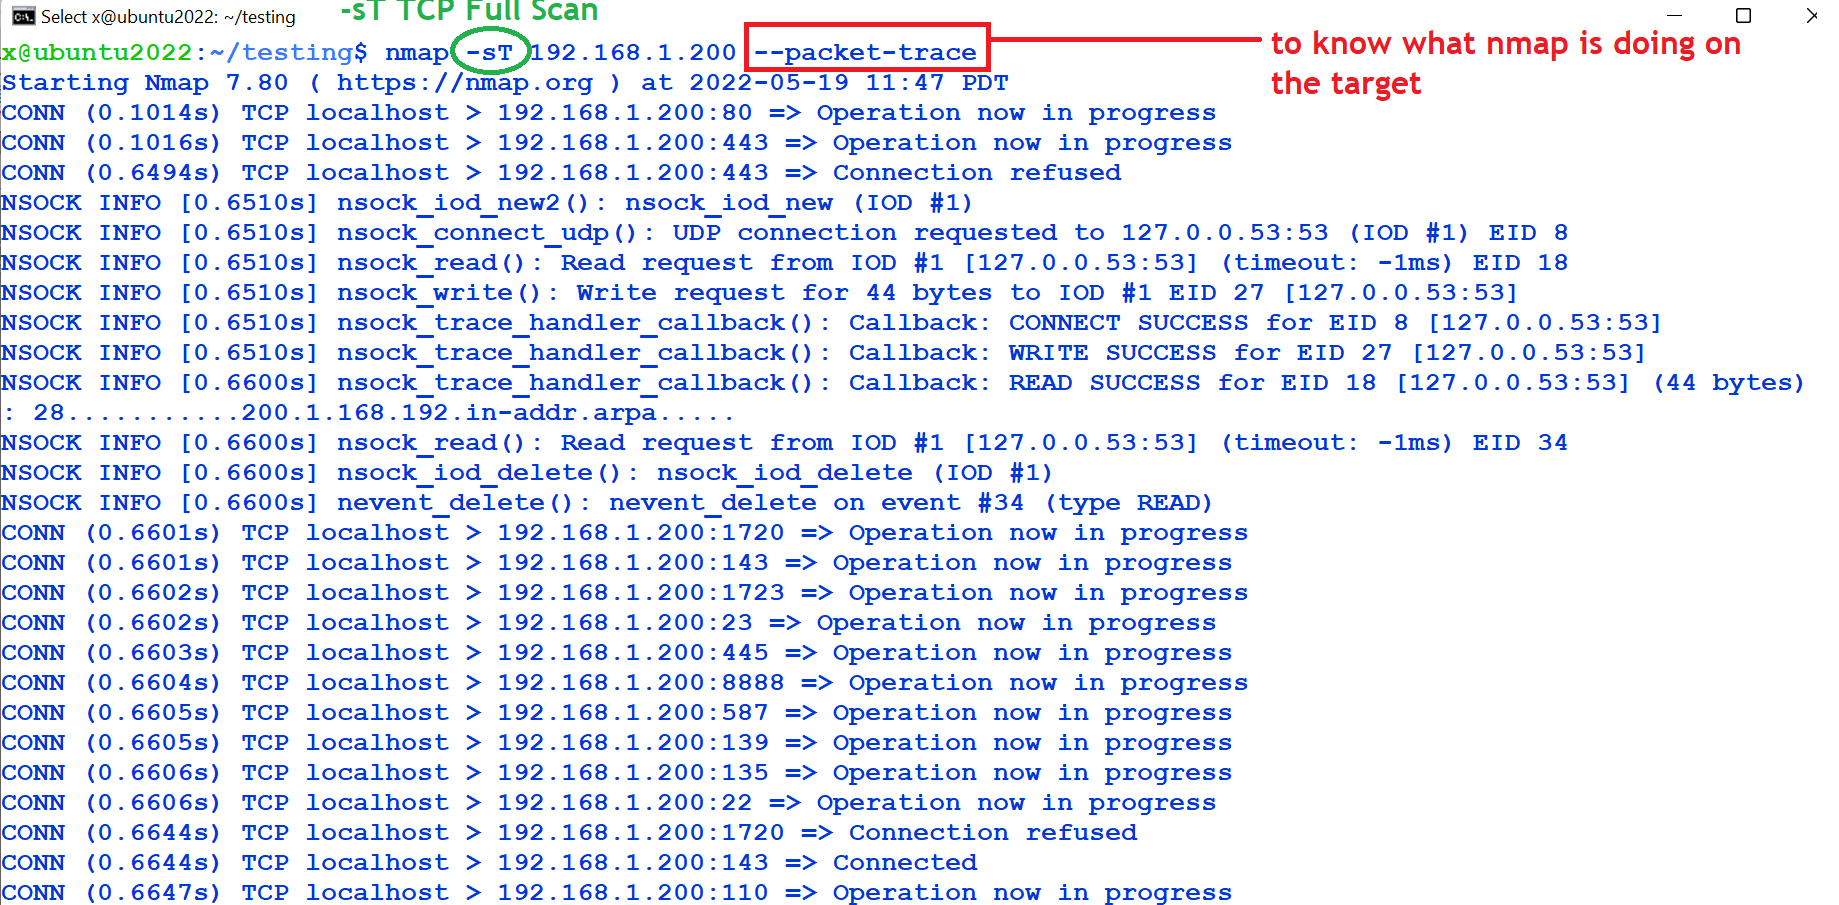 Select x@ubuntu2022: ~/testing
-sT TCP Full Scan
x@ubuntu2022:~/testing$ nmap -sT 192.168.1.200 --packet-trace
to know what nmap is doing on
the target
Starting Nmap 7.80 ( https://nmap.org ) at 2022-05-19 11:47 PDT
CONN (0.1014s) TCP localhost > 192.168.1.200:80 => Operation now in progress
CONN (0.1016s) TCP localhost > 192.168.1.200:443 => Operation now in progress
CONN (0.6494s) TCP localhost > 192.168.1.200:443 => Connection refused
NSOCK INFO [0.6510s] nsock_iod_new2(): nsock_iod_new (IOD #1)
NSOCK INFO [0.6510s] nsock_connect_udp(): UDP connection requested to 127.0.0.53:53 (IOD #1) EID 8
NSOCK INFO [0.6510s] nsock_read(): Read request from IOD #1 [127.0.0.53:53] (timeout: -1ms) EID 18
NSOCK INFO [0.6510s] nsock_write(): Write request for 44 bytes to IOD #1 EID 27 [127.0.0.53:53]
NSOCK INFO [0.6510s] nsock_trace_handler_callback(): Callback: CONNECT SUCCESS for EID 8 [127.0.0.53:53]
NSOCK INFO [0.6510s] nsock_trace_handler_callback(): Callback: WRITE SUCCESS for EID 27 [127.0.0.53:53]
NSOCK INFO [0.6600s] nsock_trace_handler_callback(): Callback: READ SUCCESS for EID 18 [127.0.0.53:53] (44 bytes)
: 28...........200.1.168.192.in-addr.arpa.....
NSOCK INFO [0.6600s] nsock_read(): Read request from IOD #1 [127.0.0.53:53] (timeout: -1ms) EID 34
NSOCK INFO [0.6600s] nsock_iod_delete(): nsock_iod_delete (IOD #1)
NSOCK INFO [0.6600s] nevent_delete(): nevent_delete on event #34 (type READ)
CONN (0.6601s) TCP localhost > 192.168.1.200:1720 => Operation now in progress
CONN (0.6601s) TCP localhost > 192.168.1.200:143 => Operation now in progress
CONN (0.6602s) TCP localhost > 192.168.1.200:1723 => Operation now in progress
CONN (0.6602s) TCP localhost > 192.168.1.200:23 => Operation now in progress
CONN (0.6603s) TCP localhost > 192.168.1.200:445 => Operation now in progress
CONN (0.6604s) TCP localhost > 192.168.1.200:8888 => Operation now in progress
CONN (0.6605s) TCP localhost > 192.168.1.200:587 => Operation now in progress
CONN (0.6605s) TCP localhost > 192.168.1.200:139 => Operation now in progress
CONN (0.6606s) TCP localhost > 192.168.1.200:135 => Operation now in progress
CONN (0.6606s) TCP localhost > 192.168.1.200:22 => Operation now in progress
CONN (0.6644s) TCP localhost > 192.168.1.200:1720 => Connection refused
CONN (0.6644s) TCP localhost > 192.168.1.200:143 => Connected
CONN (0.6647s) TCP localhost > 192.168.1.200:110 => Operation now in progress